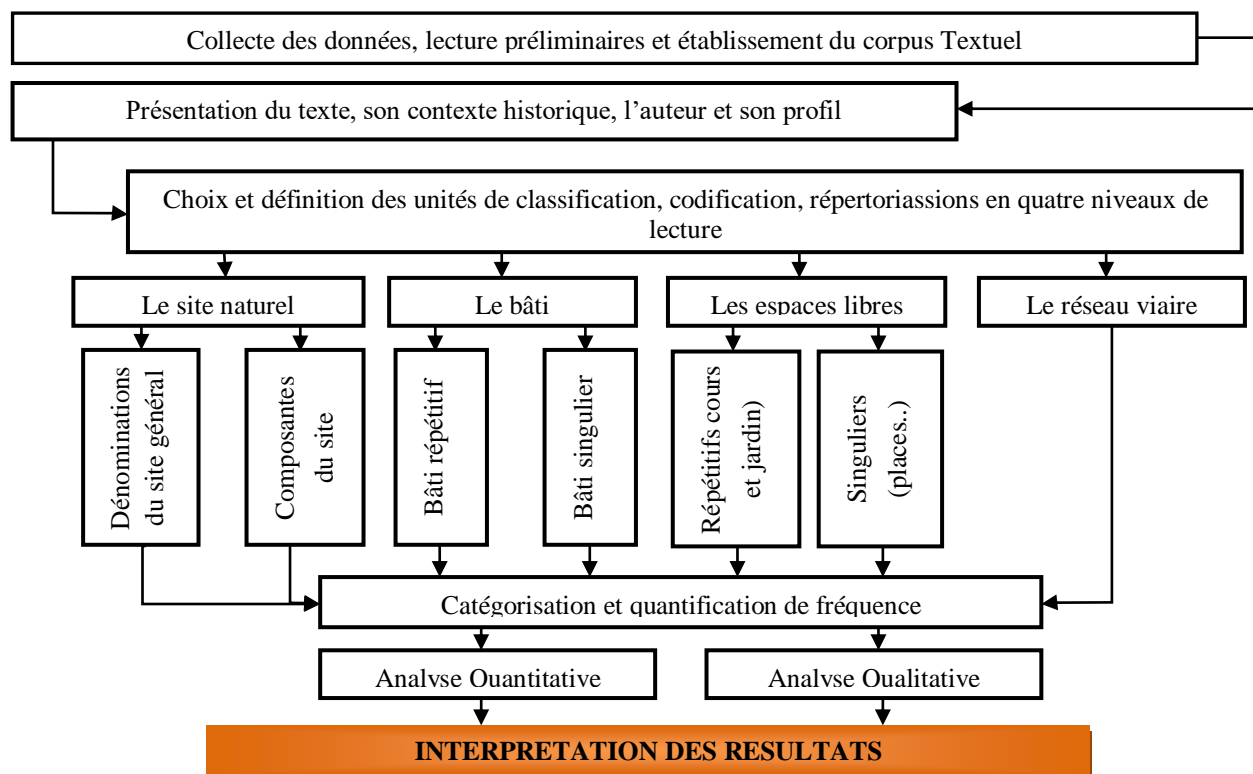 Collecte des données, lecture préliminaires et établissement du corpus Textuel
Présentation du texte, son contexte historique, l’auteur et son profil
Choix et définition des unités de classification, codification, répertoriassions en quatre niveaux de
lecture
Le site naturel
Le bâti
Les espaces libres
Le réseau viaire
Dénominations
du site général
Composantes
du site
Bâti répétitif
Bâti singulier
Répétitifs cours
et jardin)
Singuliers
(places..)
Catégorisation et quantification de fréquence
Analyse Quantitative
Analyse Qualitative
INTERPRETATION DES RESULTATS